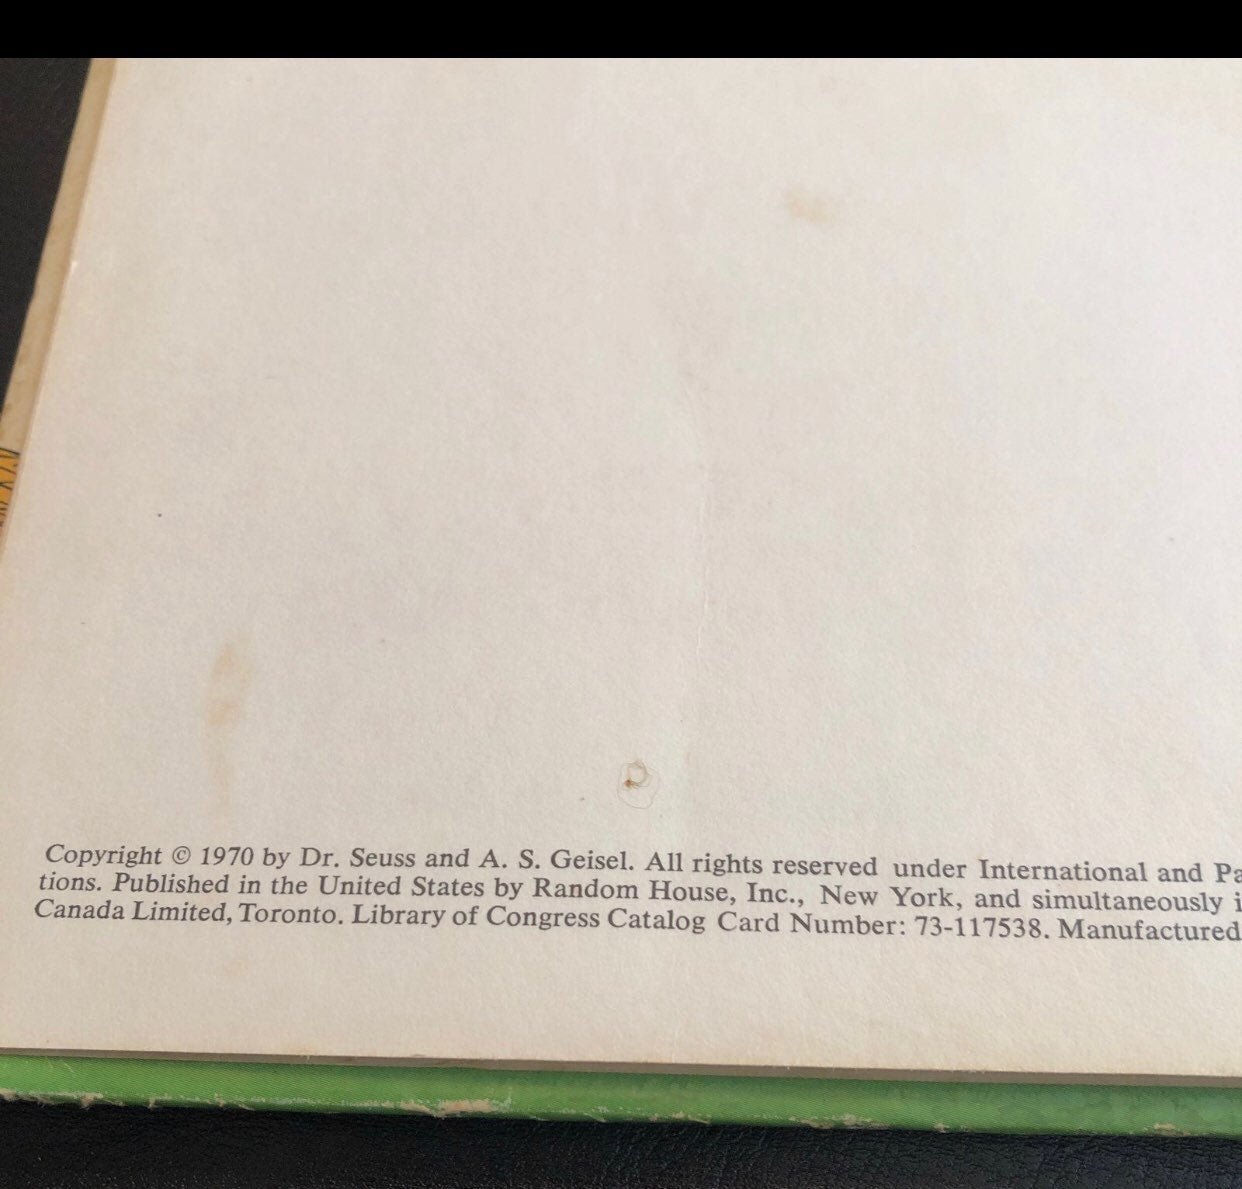 Copyright © 1970 by Dr. Seuss and A. S. Geisel. All rights reserved under International and Pa
tions. Published in the United States by Random House, Inc., New York, and simultaneously i
Canada Limited, Toronto. Library of Congress Catalog Card Number: 73-117538. Manufactured